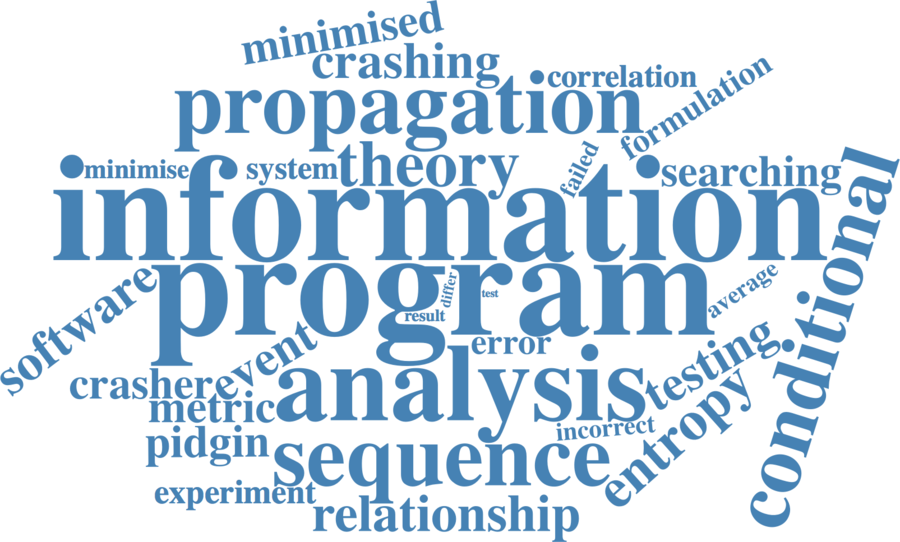 minimised
crashing
correlation
propagation
formulation
minimise
system
theory
failed
searching
information
conditional
program
differ
test
result
average
software
error
event
crasher
analysis
testing
metric
entropy
incorrect
pidgin
sequence
experiment
relationship